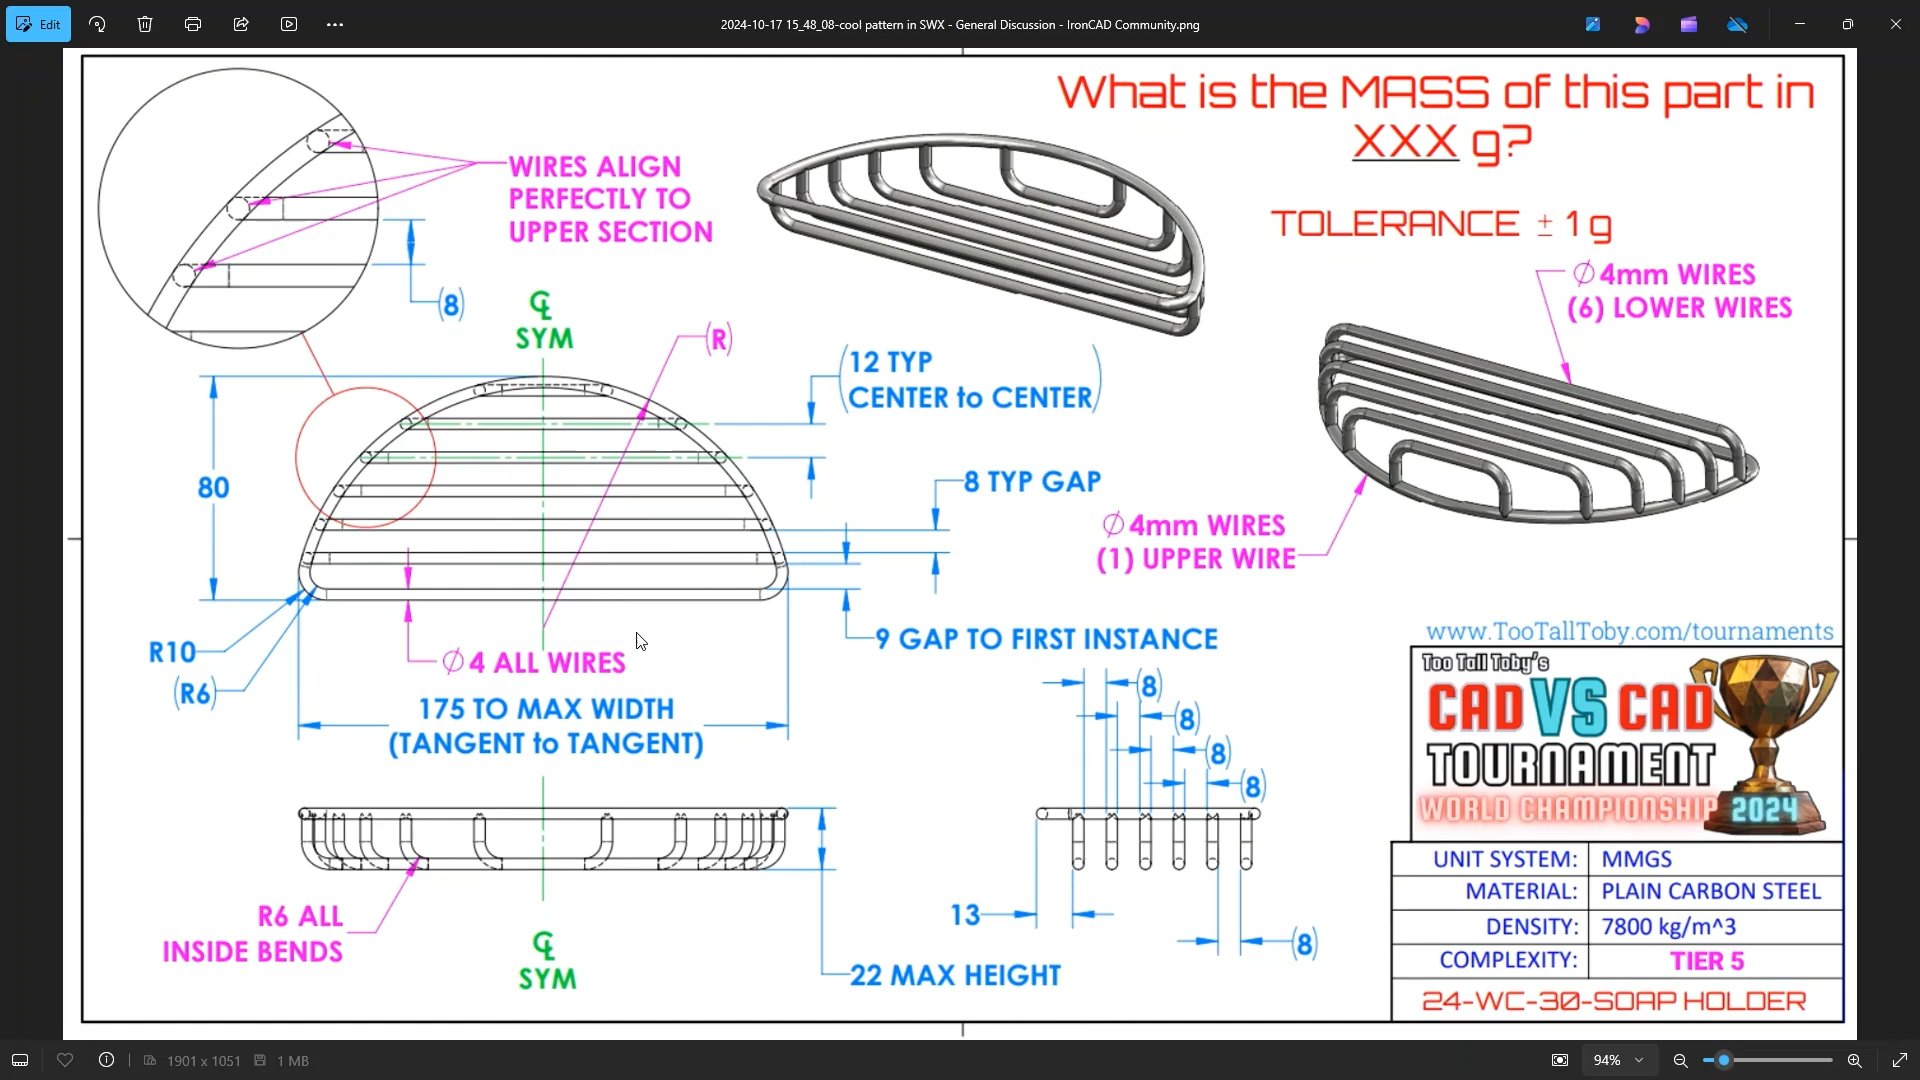 Edit
2024-10-17 15_48_08-cool pattern in SWX - General Discussion - IronCAD Community.png
What is the MASS of this part in
XXX g?
TOLERANCE ± 1 g
WIRES ALIGN
PERFECTLY TO
UPPER SECTION
(8)
℄
SYM
(R)
(12 TYP
CENTER to CENTER)
∅4mm WIRES
(6) LOWER WIRES
80
8 TYP GAP
∅4mm WIRES
(1) UPPER WIRE
9 GAP TO FIRST INSTANCE
R10
(R6)
∅4 ALL WIRES
175 TO MAX WIDTH
(TANGENT to TANGENT)
(8)
(8)
(8)
(8)
13
(8)
R6 ALL
INSIDE BENDS
℄
SYM
22 MAX HEIGHT
www.TooTallToby.com/tournaments
Too Tall Toby's
CAD VS CAD
TOURNAMENT
WORLD CHAMPIONSHIP 2024
UNIT SYSTEM: MMGS
MATERIAL: PLAIN CARBON STEEL
DENSITY: 7800 kg/m^3
COMPLEXITY: TIER 5
24-WC-30-SOAP HOLDER
1901 x 1051 1 MB
94%